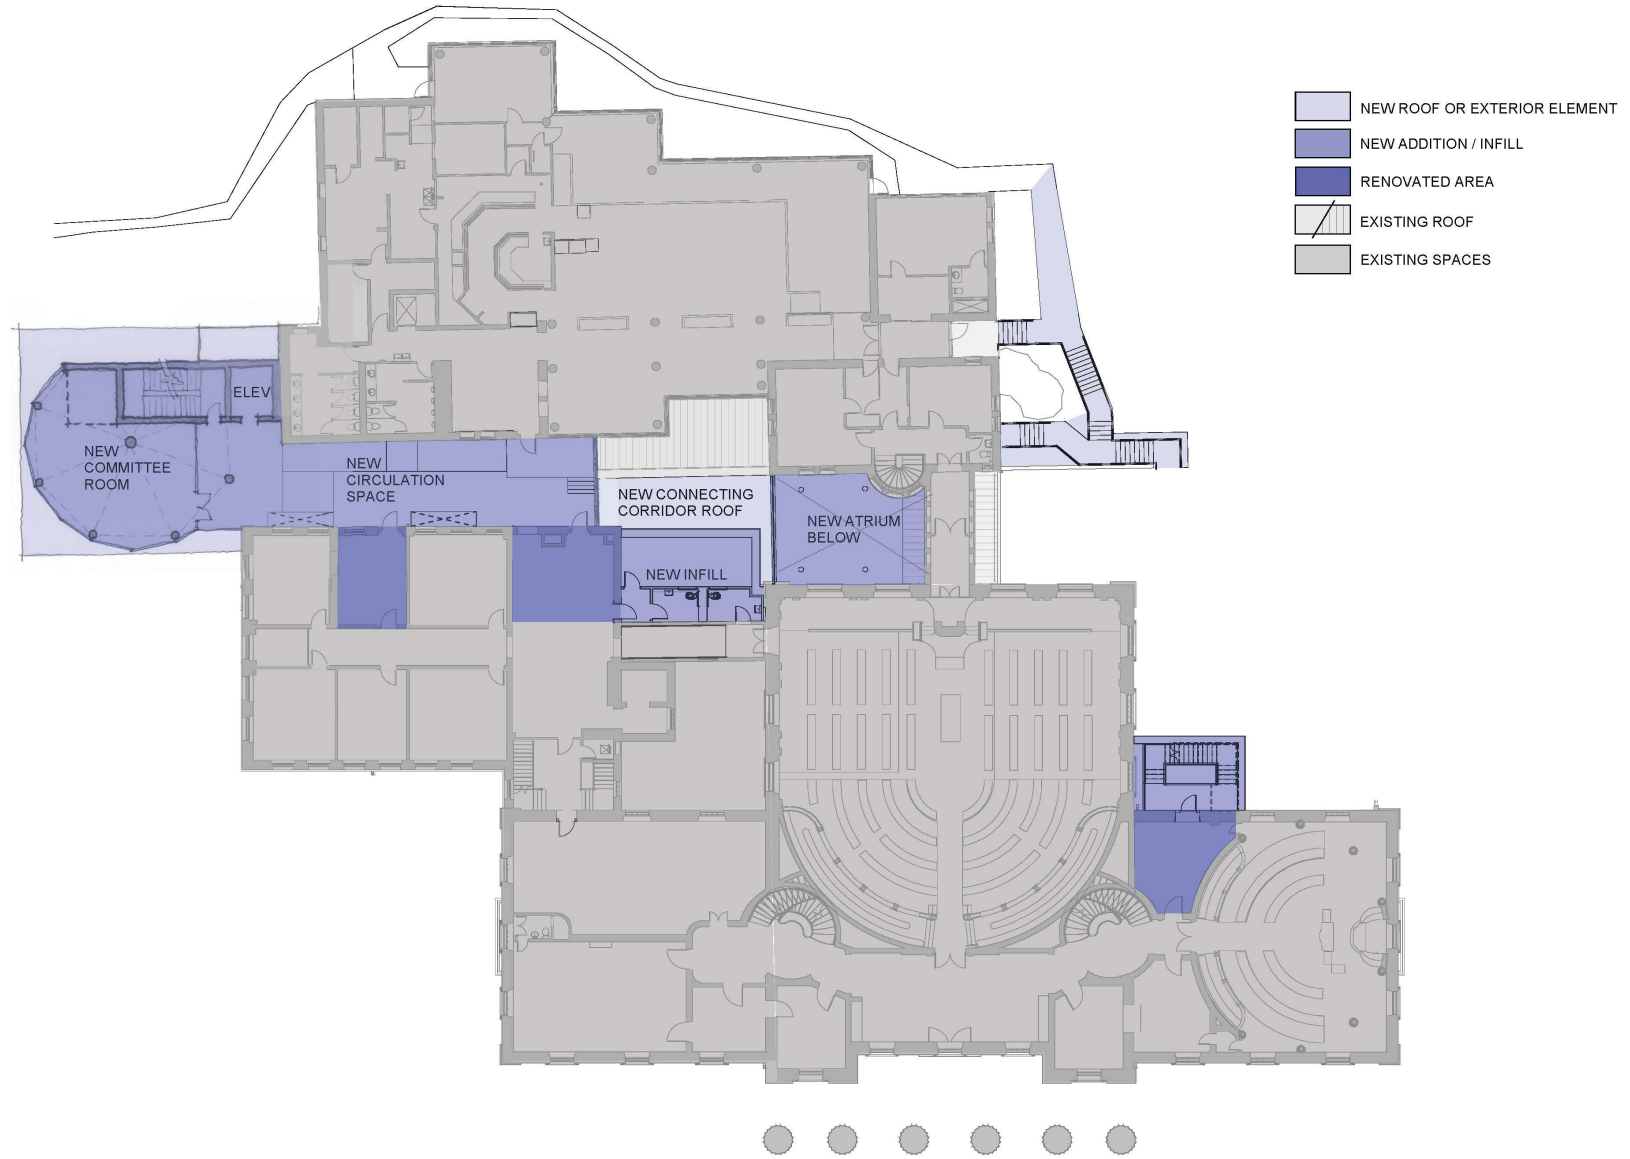 NEW ROOF OR EXTERIOR ELEMENT
NEW ADDITION / INFILL
RENOVATED AREA
EXISTING ROOF
EXISTING SPACES
ELEV
NEW
COMMITTEE
ROOM
NEW
CIRCULATION
SPACE
NEW CONNECTING
CORRIDOR ROOF
NEW ATRIUM
BELOW
NEW INFILL